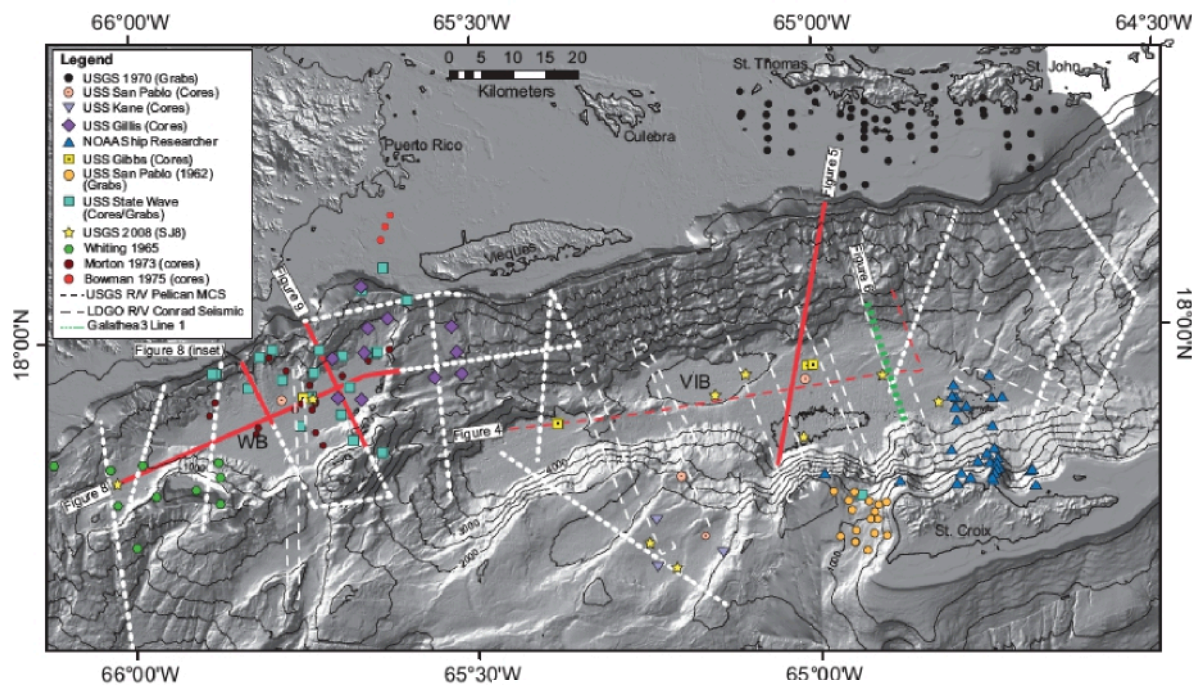 66°00'W 65°30'W 65°00'W 64°30'W
Legend
USGS 1970 (Grabs)
USS San Pablo (Cores)
USS Kane (Cores)
USS Gillis (Cores)
NOAA Ship Researcher
USS Gibbs (Cores)
USS San Pablo (1962)
(Grabs)
USS State Wave
(Cores/Grabs)
USGS 2008 (SJ8)
Whiting 1965
Morton 1973 (cores)
Bowman 1975 (cores)
USGS R/V Pelican MCS
LDGO R/V Conrad Seismic
Galathea3 Line 1
0 5 10 15 20
Kilometers
St. Thomas
St. John
Culebra
Puerto Rico
Figure 5
Vieques
Figure 6
Figure 9
18°00'N
18°00'N
Figure 8 (inset)
VIB
Figure 4
WB
Figure 8
1000
4000
3000
2000
1000
St. Croix
66°00'W 65°30'W 65°00'W